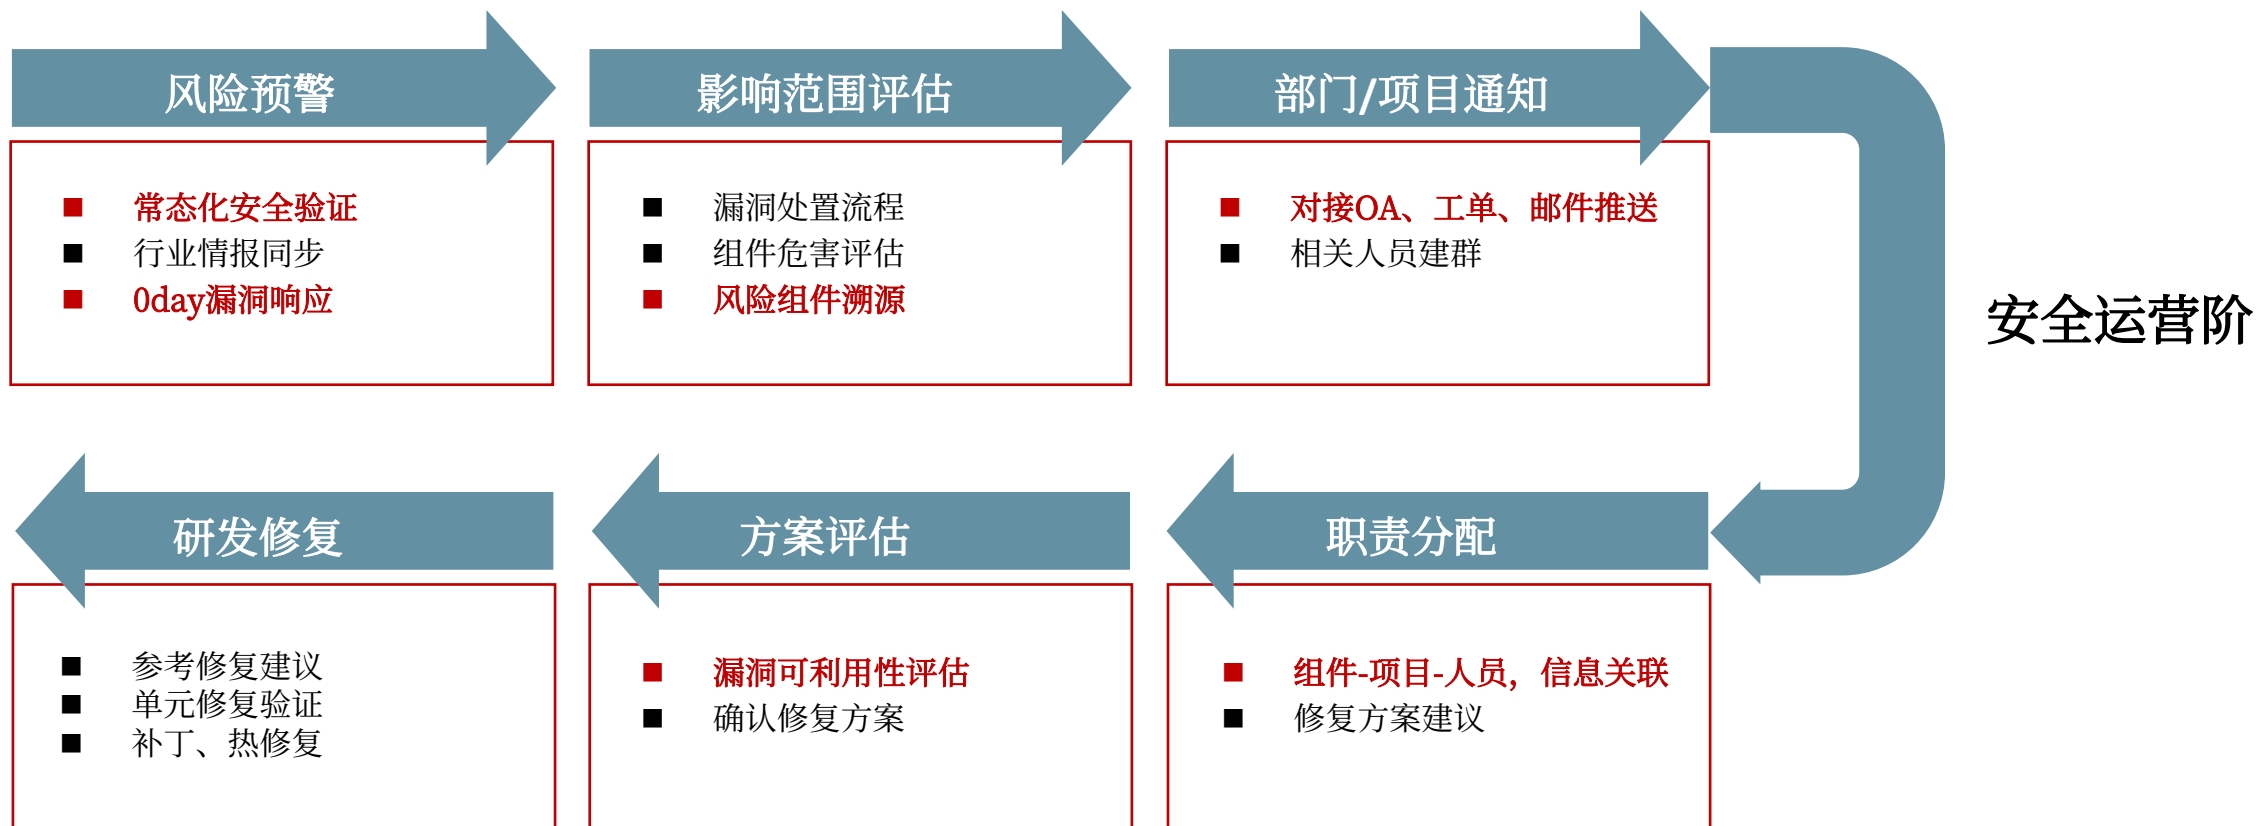 风险预警
常态化安全验证
行业情报同步
0day漏洞响应
影响范围评估
漏洞处置流程
组件危害评估
风险组件溯源
部门/项目通知
对接OA、工单、邮件推送
相关人员建群
安全运营阶
职责分配
组件-项目-人员，信息关联
修复方案建议
方案评估
漏洞可利用性评估
确认修复方案
研发修复
参考修复建议
单元修复验证
补丁、热修复